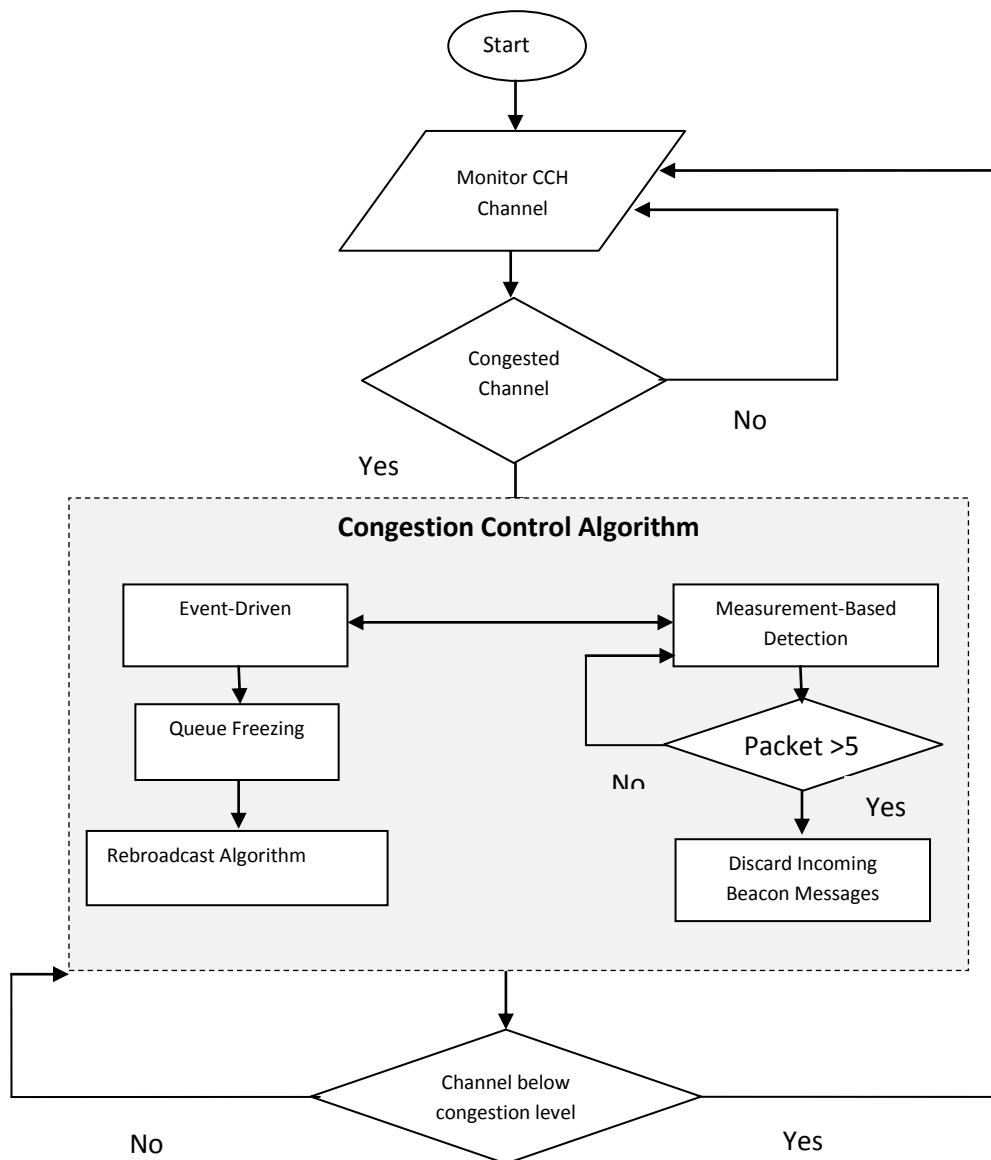 Start
Monitor CCH
Channel
Congested
Channel
No
Yes
Congestion Control Algorithm
Event-Driven
Measurement-Based
Detection
Queue Freezing
Packet >5
No
Yes
Rebroadcast Algorithm
Discard Incoming
Beacon Messages
Channel below
congestion level
No
Yes